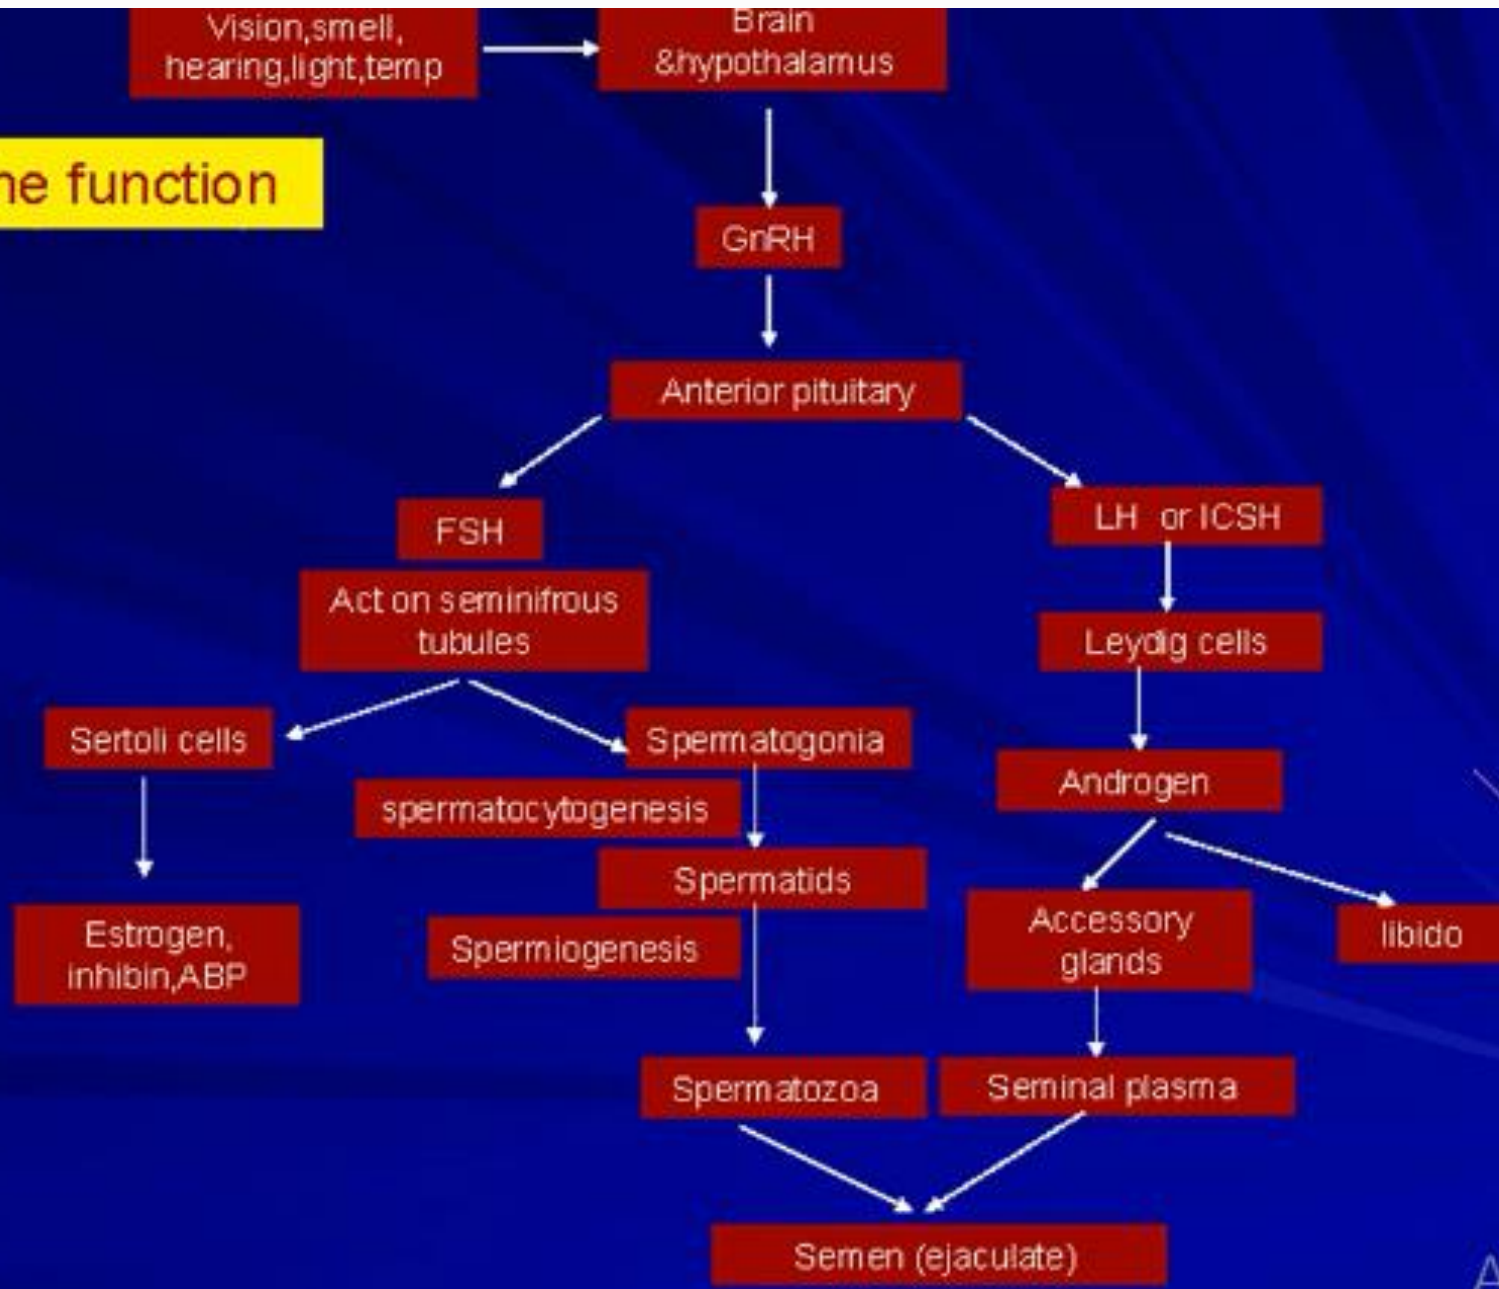 Vision,smell,
hearing,light,temp
Brain
&hypothalamus
ne function
GnRH
Anterior pituitary
FSH
LH or ICSH
Act on seminifrous
tubules
Leydig cells
Sertoli cells
Spermatogonia
Androgen
spermatocytogenesis
Spermatids
Accessory
glands
libido
Estrogen,
inhibin,ABP
Spermiogenesis
Spermatozoa
Seminal plasma
Semen (ejaculate)
A